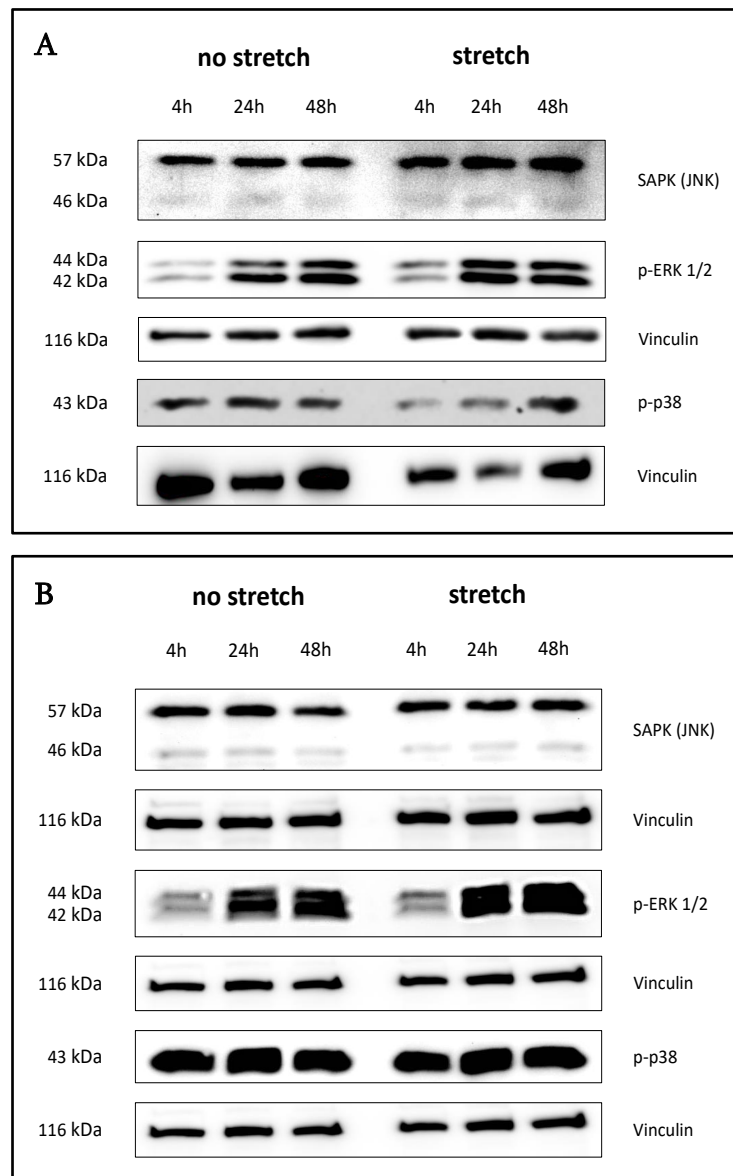 A
no stretch stretch
4h 24h 48h 4h 24h 48h
57 kDa
SAPK (JNK)
46 kDa
44 kDa
p-ERK 1/2
42 kDa
116 kDa Vinculin
43 kDa p-p38
116 kDa Vinculin
B
no stretch stretch
4h 24h 48h 4h 24h 48h
57 kDa
SAPK (JNK)
46 kDa
116 kDa Vinculin
44 kDa
p-ERK 1/2
42 kDa
116 kDa Vinculin
43 kDa p-p38
116 kDa Vinculin